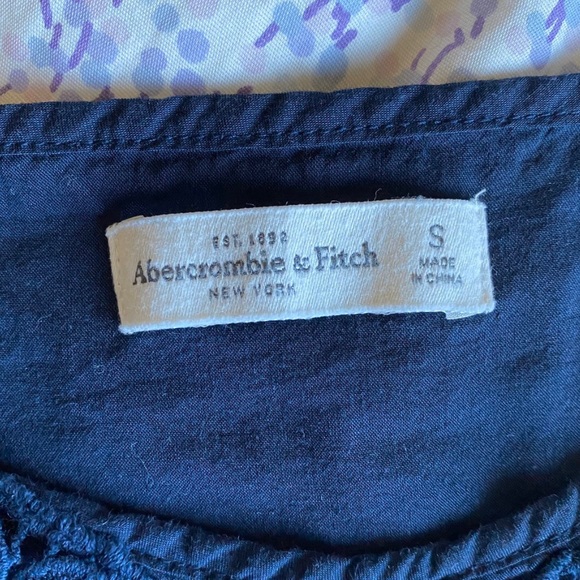 EST. 1892
Abercrombie & Fitch
NEW YORK
S
MADE
IN CHINA